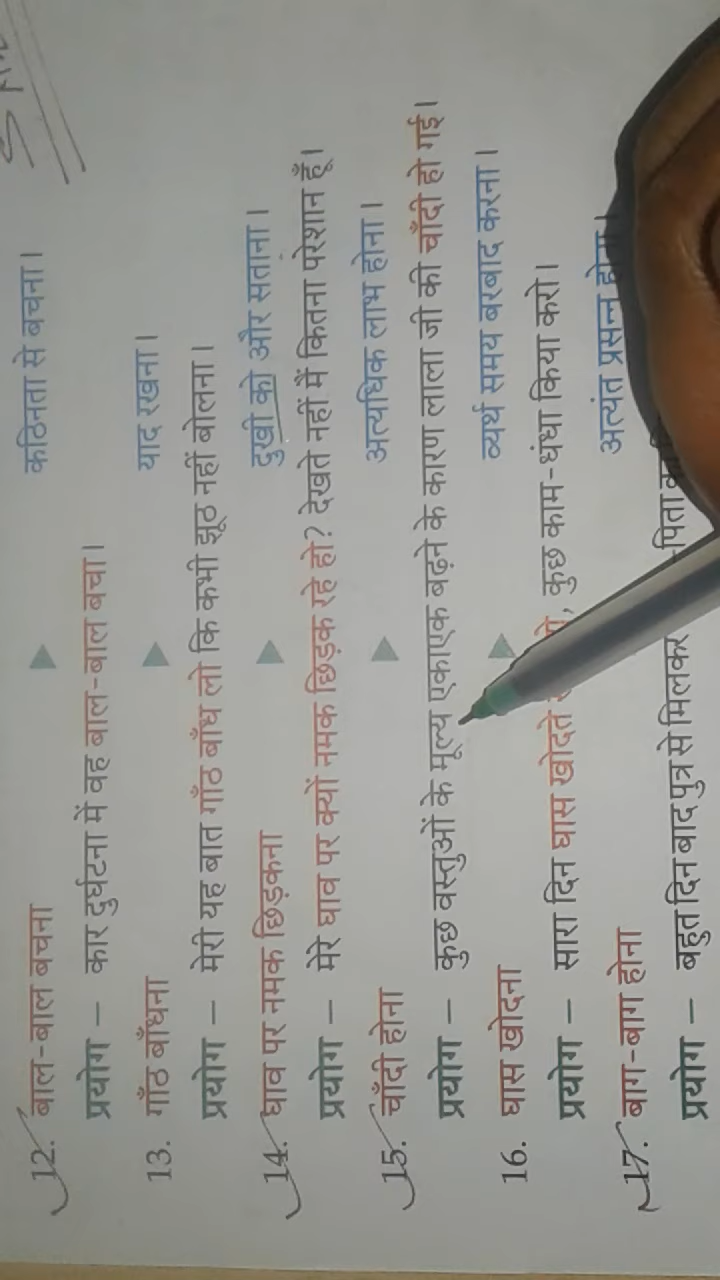 12. बाल-बाल बचना ▶ कठिनता से बचना।
प्रयोग – कार दुर्घटना में वह बाल-बाल बचा।
13. गाँठ बाँधना ▶ याद रखना।
प्रयोग – मेरी यह बात गाँठ बाँध लो कि कभी झूठ नहीं बोलना।
14. घाव पर नमक छिड़कना ▶ दुखी को और सताना।
प्रयोग – मेरे घाव पर क्यों नमक छिड़क रहे हो? देखते नहीं मैं कितना परेशान हूँ।
15. चाँदी होना ▶ अत्यधिक लाभ होना।
प्रयोग – कुछ वस्तुओं के मूल्य एकाएक बढ़ने के कारण लाला जी की चाँदी हो गई।
16. घास खोदना ▶ व्यर्थ समय बरबाद करना।
प्रयोग – सारा दिन घास खोदते कुछ काम-धंधा किया करो।
17. बाग-बाग होना अत्यंत प्रसन्न होना।
प्रयोग – बहुत दिन बाद पुत्र से मिलकर -पिता